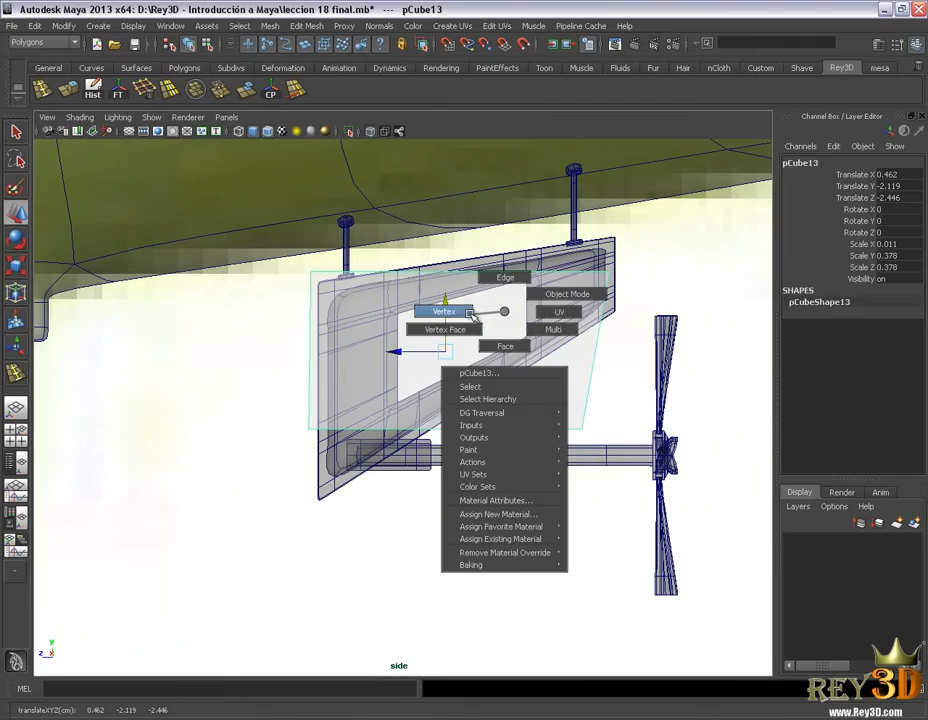 Autodesk Maya 2013 x64: D:\Rey3D - Introducción a Maya\leccion 18 final.mb* --- pCube13
File Edit Modify Create Display Window Assets Select Mesh Edit Mesh Proxy Normals Color Create UVs Edit UVs Muscle Pipeline Cache Help
Polygons
General Curves Surfaces Polygons Subdivs Deformation Animation Dynamics Rendering PaintEffects Toon Muscle Fluids Fur Hair nCloth Custom Shave Rey3D mesa
Hist FT CP
View Shading Lighting Show Renderer Panels
Channel Box / Layer Editor
Channels Edit Object Show
pCube13
Translate X 0.462
Translate Y -2.119
Translate Z -2.446
Rotate X 0
Rotate Y 0
Rotate Z 0
Scale X 0.011
Scale Y 0.378
Scale Z 0.378
Visibility on
SHAPES
pCubeShape13
Edge
Object Mode
Vertex
UV
Vertex Face
Multi
Face
pCube13...
Select
Select Hierarchy
DG Traversal
Inputs
Outputs
Paint
Actions
UV Sets
Color Sets
Material Attributes...
Assign New Material...
Assign Favorite Material
Assign Existing Material
Remove Material Override
Baking
Display Render Anim
Layers Options Help
y
z x
side
MEL
translateXYZ(cm): 0.462 -2.119 -2.446
REY3D
www.Rey3D.com